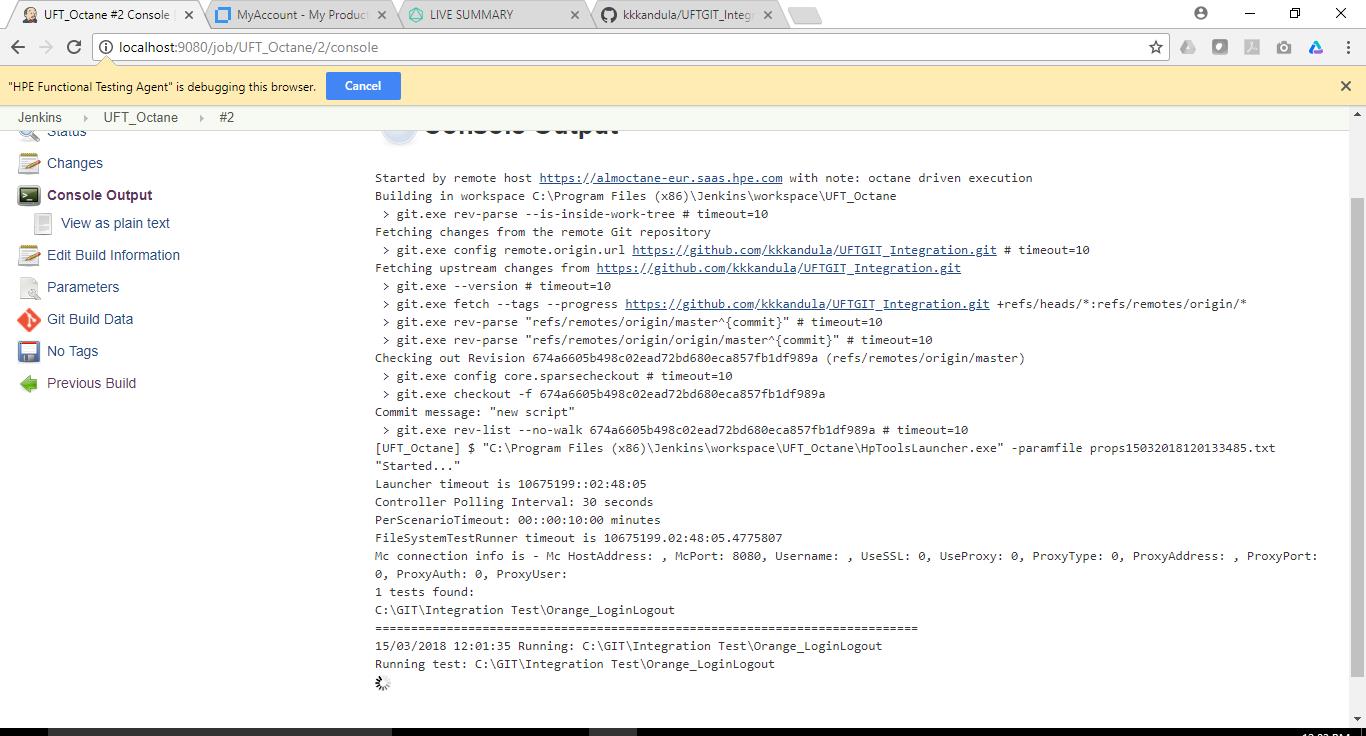 UFT_Octane #2 Console
MyAccount - My Product
LIVE SUMMARY
kkkandula/UFTGIT_Integr
localhost:9080/job/UFT_Octane/2/console
"HPE Functional Testing Agent" is debugging this browser.
Cancel
Jenkins
UFT_Octane
#2
Status
Changes
Console Output
View as plain text
Edit Build Information
Parameters
Git Build Data
No Tags
Previous Build
Console Output
Started by remote host https://almoctane-eur.saas.hpe.com with note: octane driven execution
Building in workspace C:\Program Files (x86)\Jenkins\workspace\UFT_Octane
> git.exe rev-parse --is-inside-work-tree # timeout=10
Fetching changes from the remote Git repository
> git.exe config remote.origin.url https://github.com/kkkandula/UFTGIT_Integration.git # timeout=10
Fetching upstream changes from https://github.com/kkkandula/UFTGIT_Integration.git
> git.exe --version # timeout=10
> git.exe fetch --tags --progress https://github.com/kkkandula/UFTGIT_Integration.git +refs/heads/*:refs/remotes/origin/*
> git.exe rev-parse "refs/remotes/origin/master^{commit}" # timeout=10
> git.exe rev-parse "refs/remotes/origin/origin/master^{commit}" # timeout=10
Checking out Revision 674a6605b498c02ead72bd680eca857fb1df989a (refs/remotes/origin/master)
> git.exe config core.sparsecheckout # timeout=10
> git.exe checkout -f 674a6605b498c02ead72bd680eca857fb1df989a
Commit message: "new script"
> git.exe rev-list --no-walk 674a6605b498c02ead72bd680eca857fb1df989a # timeout=10
[UFT_Octane] $ "C:\Program Files (x86)\Jenkins\workspace\UFT_Octane\HpToolsLauncher.exe" -paramfile props15032018120133485.txt
"Started..."
Launcher timeout is 10675199::02:48:05
Controller Polling Interval: 30 seconds
PerScenarioTimeout: 00::00:10:00 minutes
FileSystemTestRunner timeout is 10675199.02:48:05.4775807
Mc connection info is - Mc HostAddress: , McPort: 8080, Username: , UseSSL: 0, UseProxy: 0, ProxyType: 0, ProxyAddress: , ProxyPort:
0, ProxyAuth: 0, ProxyUser:
1 tests found:
C:\GIT\Integration Test\Orange_LoginLogout
============================================================================
15/03/2018 12:01:35 Running: C:\GIT\Integration Test\Orange_LoginLogout
Running test: C:\GIT\Integration Test\Orange_LoginLogout